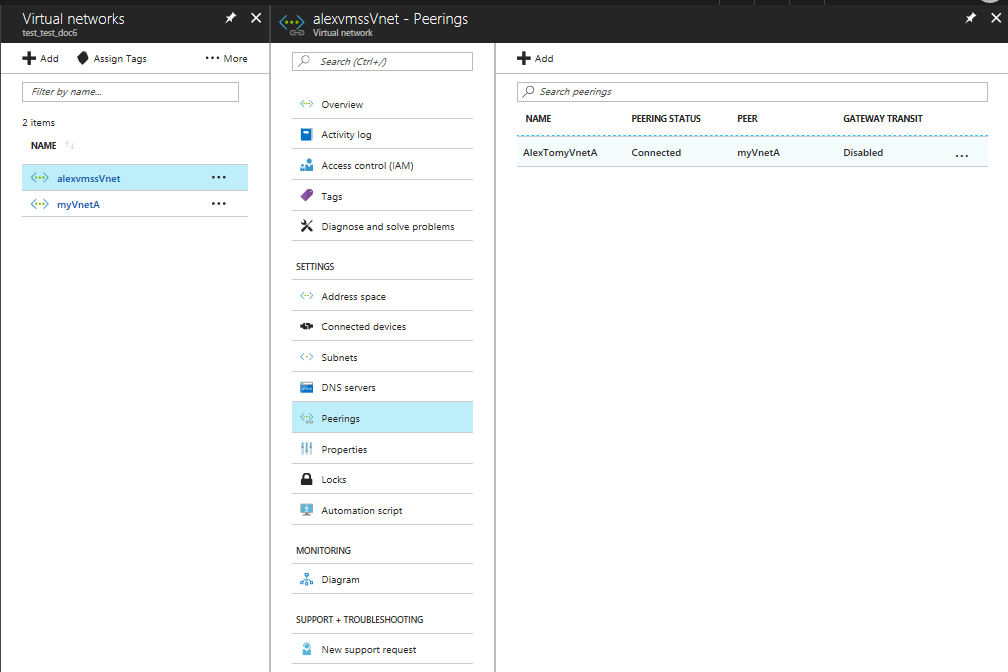 Virtual networks
test_test_doc6
Add
Assign Tags
More
Filter by name...
2 items
NAME
alexvmssVnet
myVnetA
alexvmssVnet - Peerings
Virtual network
Search (Ctrl+/)
Overview
Activity log
Access control (IAM)
Tags
Diagnose and solve problems
SETTINGS
Address space
Connected devices
Subnets
DNS servers
Peerings
Properties
Locks
Automation script
MONITORING
Diagram
SUPPORT + TROUBLESHOOTING
New support request
Add
Search peerings
NAME PEERING STATUS PEER GATEWAY TRANSIT
AlexTomyVnetA Connected myVnetA Disabled